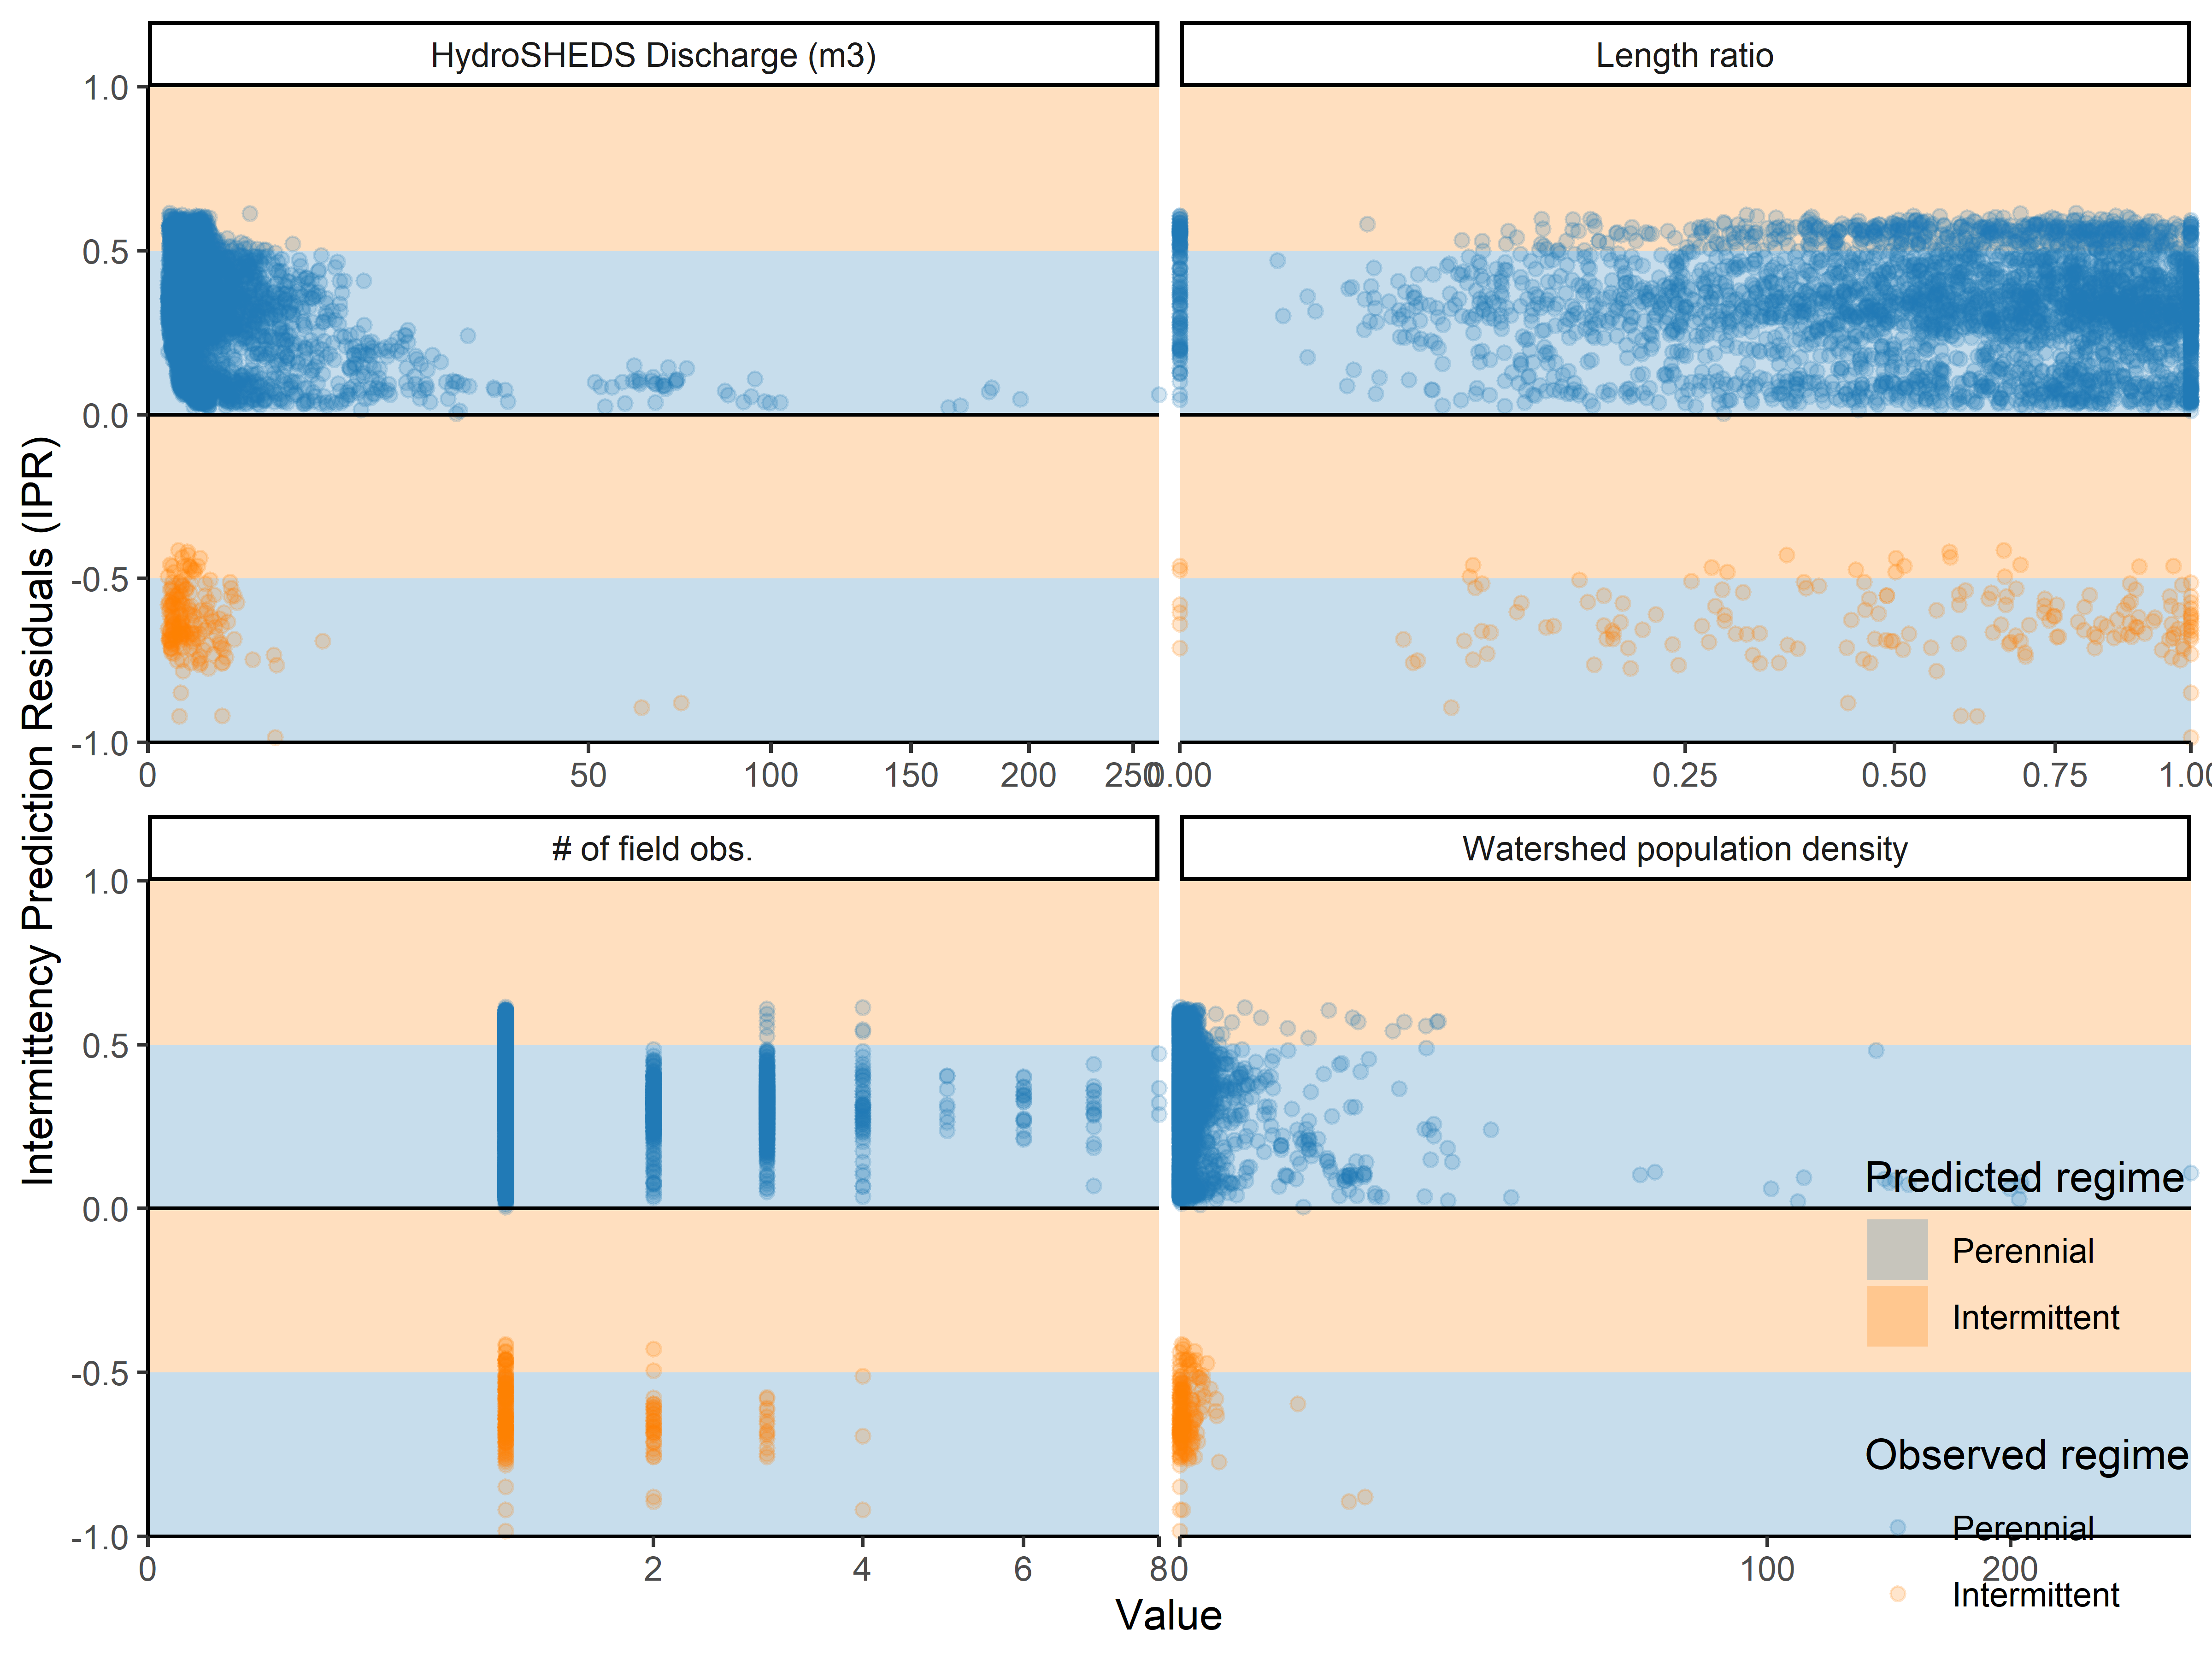 HydroSHEDS Discharge (m3)
Length ratio
1.0
0.5
0.0
-0.5
-1.0
0 50 100 150 200 250
0.00 0.25 0.50 0.75 1.00
Intermittency Prediction Residuals (IPR)
# of field obs.
Watershed population density
1.0
0.5
0.0
-0.5
-1.0
0 2 4 6 8
0 100 200
Value
Predicted regime
Perennial
Intermittent
Observed regime
Perennial
Intermittent